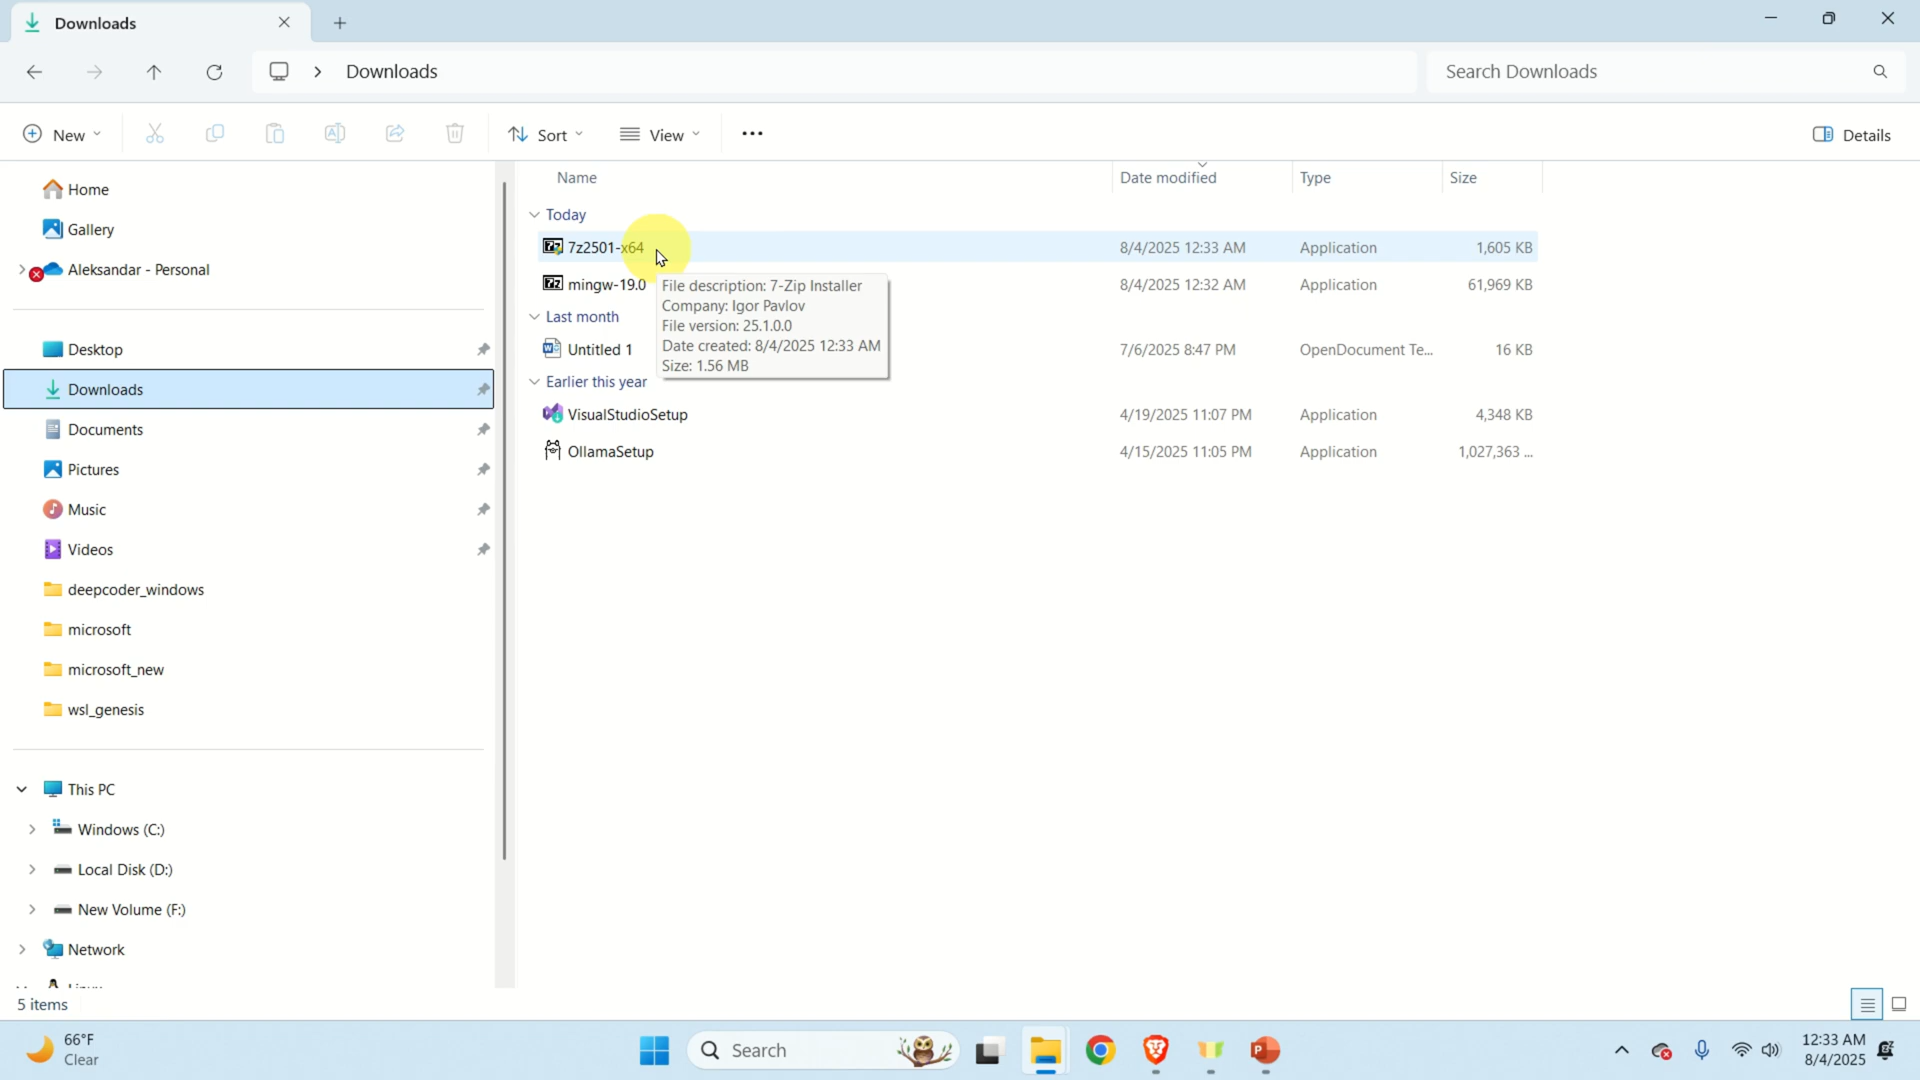 Downloads
Downloads
Search Downloads
New
Sort
View
Details
Home
Gallery
Aleksandar - Personal
Desktop
Downloads
Documents
Pictures
Music
Videos
deepcoder_windows
microsoft
microsoft_new
wsl_genesis
This PC
Windows (C:)
Local Disk (D:)
New Volume (F:)
Network
Name Date modified Type Size
Today
7z2501-x64 8/4/2025 12:33 AM Application 1,605 KB
mingw-19.0 8/4/2025 12:32 AM Application 61,969 KB
Last month
Untitled 1 7/6/2025 8:47 PM OpenDocument Te... 16 KB
Earlier this year
VisualStudioSetup 4/19/2025 11:07 PM Application 4,348 KB
OllamaSetup 4/15/2025 11:05 PM Application 1,027,363 ...
File description: 7-Zip Installer
Company: Igor Pavlov
File version: 25.1.0.0
Date created: 8/4/2025 12:33 AM
Size: 1.56 MB
5 items
66°F
Clear
Search
12:33 AM
8/4/2025